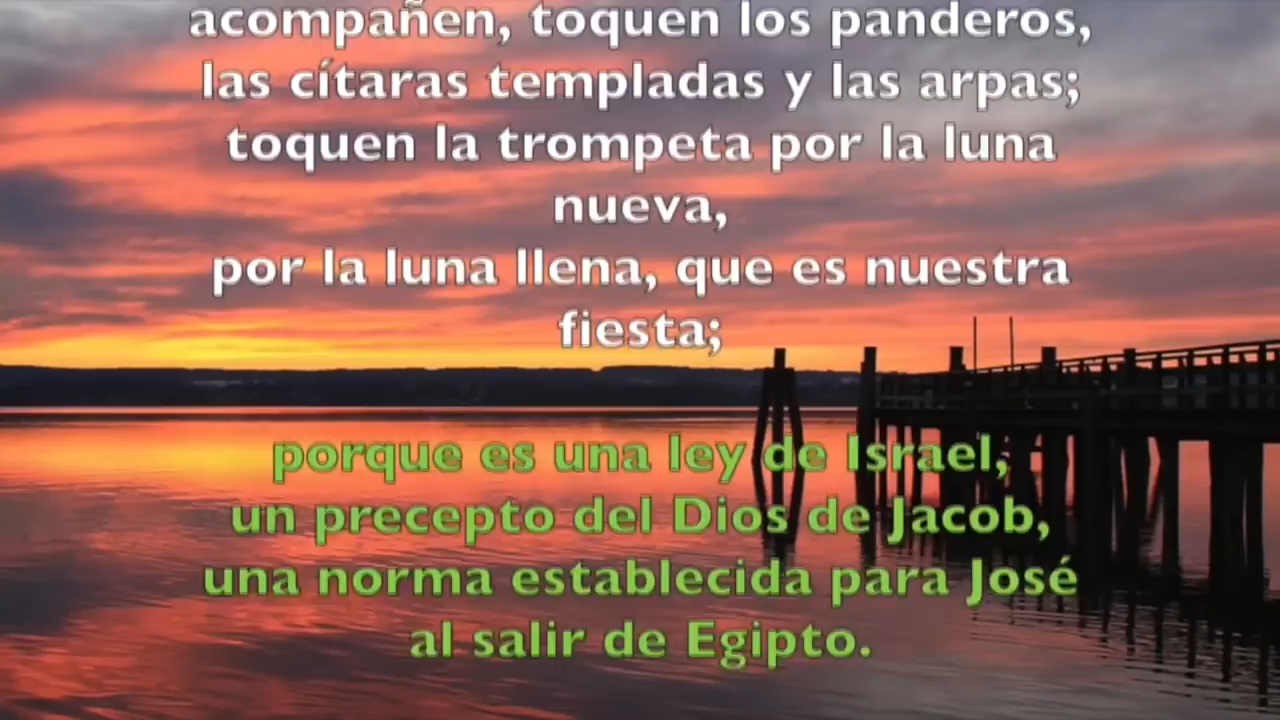 acompañen, toquen los panderos,
las cítaras templadas y las arpas;
toquen la trompeta por la luna
nueva,
por la luna llena, que es nuestra
fiesta;
porque es una ley de Israel,
un precepto del Dios de Jacob,
una norma establecida para José
al salir de Egipto.